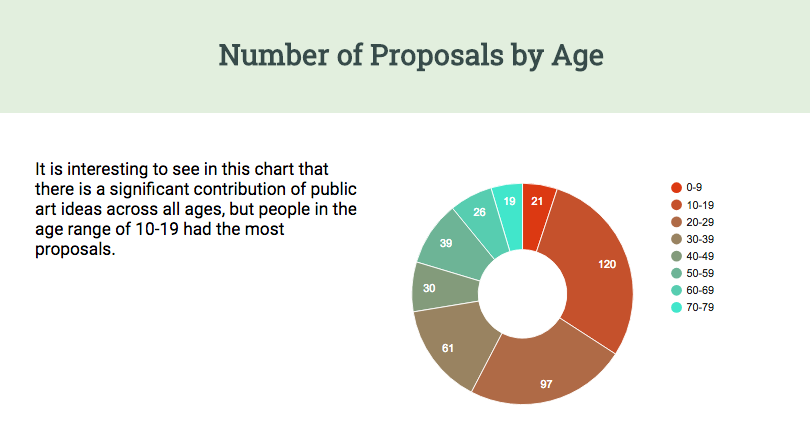 Number of Proposals by Age
It is interesting to see in this chart that
there is a significant contribution of public
art ideas across all ages, but people in the
age range of 10-19 had the most
proposals.
19
21
26
39
120
30
61
97
0-9
10-19
20-29
30-39
40-49
50-59
60-69
70-79